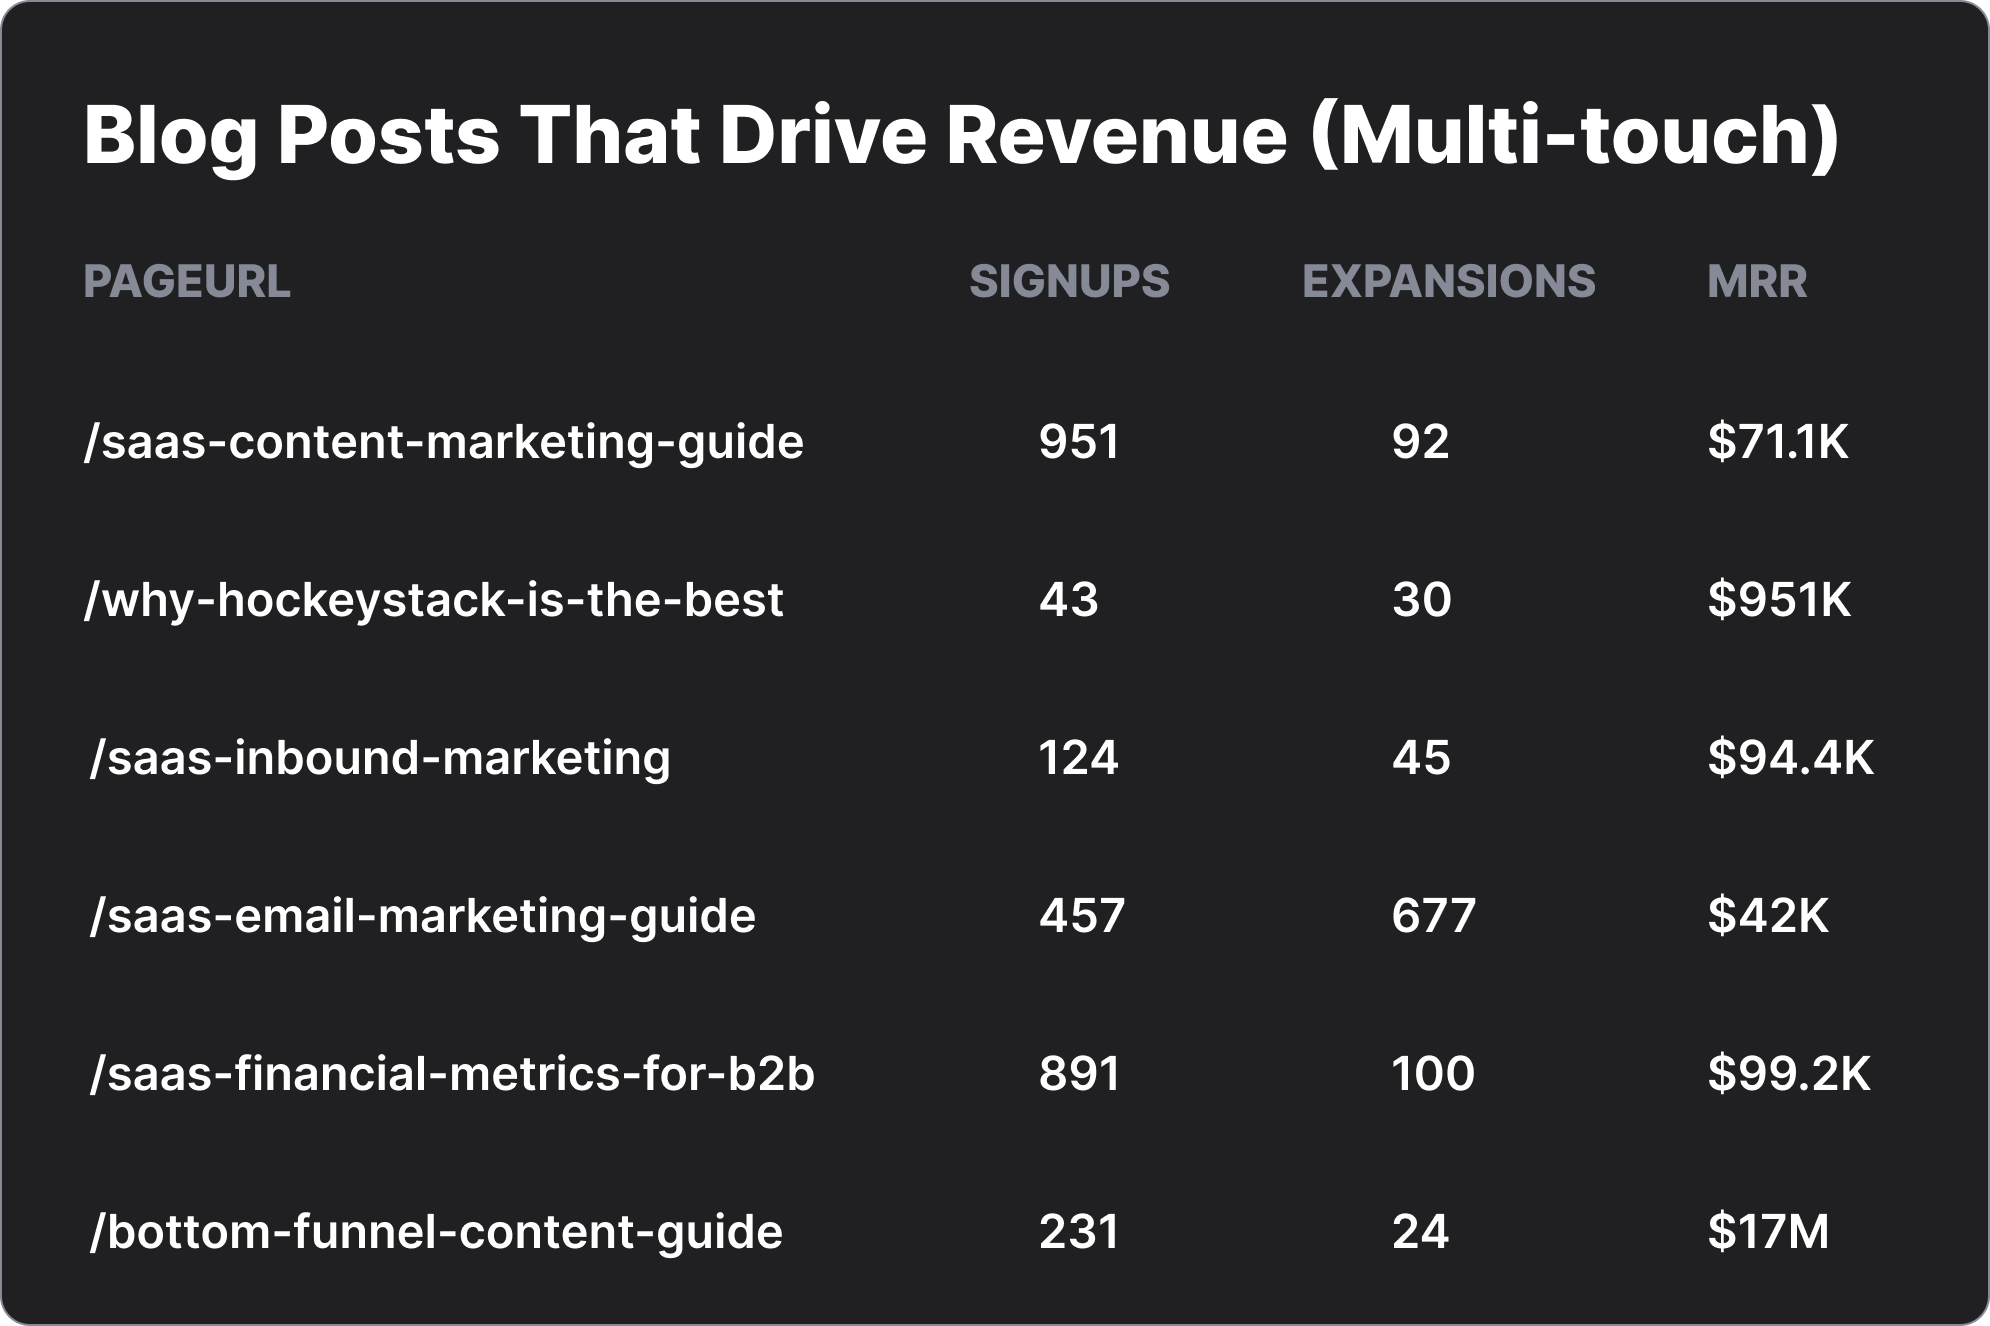 Blog Posts That Drive Revenue (Multi-touch)
PAGEURL SIGNUPS EXPANSIONS MRR
/saas-content-marketing-guide 951 92 $71.1K
/why-hockeystack-is-the-best 43 30 $951K
/saas-inbound-marketing 124 45 $94.4K
/saas-email-marketing-guide 457 677 $42K
/saas-financial-metrics-for-b2b 891 100 $99.2K
/bottom-funnel-content-guide 231 24 $17M